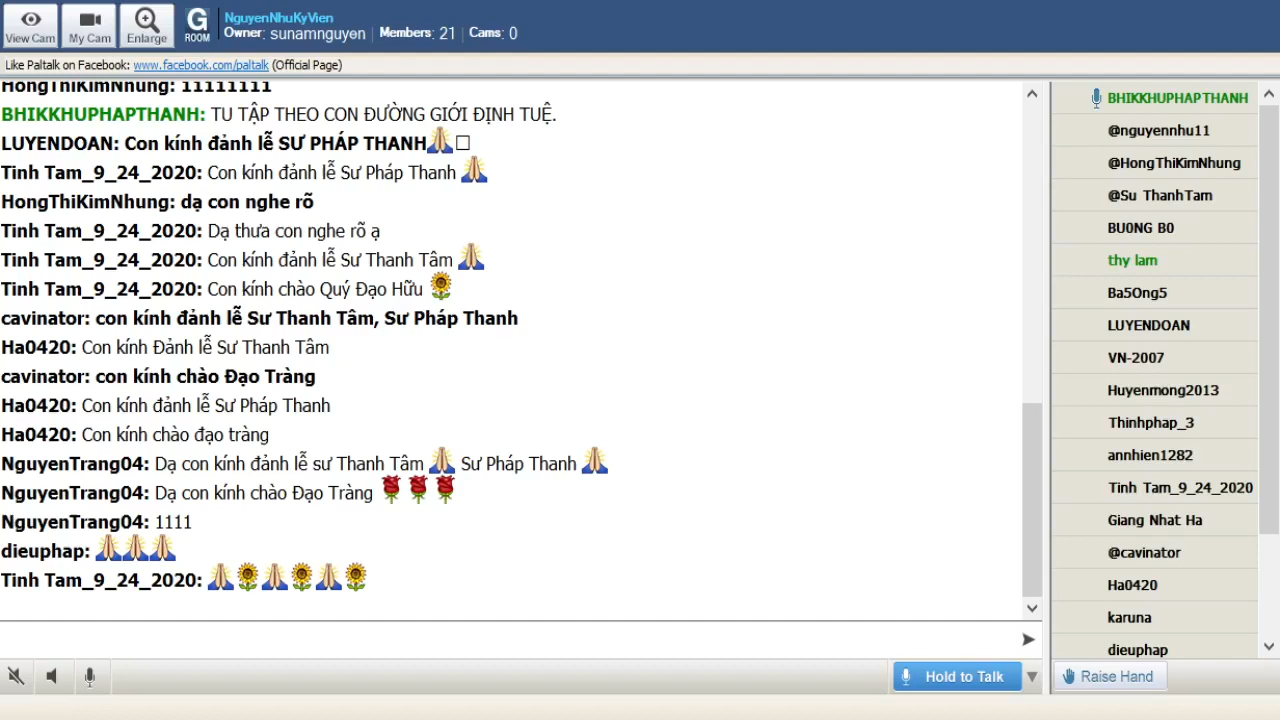 View Cam
My Cam
Enlarge
G
ROOM
NguyenNhuKyVien
Owner: sunamnguyen | Members: 21 | Cams: 0
Like Paltalk on Facebook: www.facebook.com/paltalk (Official Page)
HongThiKimNhung: 11111111
BHIKKHUPHAPTHANH: TU TẬP THEO CON ĐƯỜNG GIỚI ĐỊNH TUỆ.
LUYENDOAN: Con kính đảnh lễ SƯ PHÁP THANH🙏□
Tinh Tam_9_24_2020: Con kính đảnh lễ Sư Pháp Thanh 🙏
HongThiKimNhung: dạ con nghe rõ
Tinh Tam_9_24_2020: Dạ thưa con nghe rõ ạ
Tinh Tam_9_24_2020: Con kính đảnh lễ Sư Thanh Tâm 🙏
Tinh Tam_9_24_2020: Con kính chào Quý Đạo Hữu 🌻
cavinator: con kính đảnh lễ Sư Thanh Tâm, Sư Pháp Thanh
Ha0420: Con kính Đảnh lễ Sư Thanh Tâm
cavinator: con kính chào Đạo Tràng
Ha0420: Con kính đảnh lễ Sư Pháp Thanh
Ha0420: Con kính chào đạo tràng
NguyenTrang04: Dạ con kính đảnh lễ sư Thanh Tâm 🙏 Sư Pháp Thanh 🙏
NguyenTrang04: Dạ con kính chào Đạo Tràng 🌹🌹🌹
NguyenTrang04: 1111
dieuphap: 🙏🙏🙏
Tinh Tam_9_24_2020: 🙏🌻🙏🌻🙏🌻
Hold to Talk
BHIKKHUPHAPTHANH
@nguyennhu11
@HongThiKimNhung
@Su ThanhTam
BU0NG B0
thy lam
Ba5Ong5
LUYENDOAN
VN-2007
Huyenmong2013
Thinhphap_3
annhien1282
Tinh Tam_9_24_2020
Giang Nhat Ha
@cavinator
Ha0420
karuna
dieuphap
Raise Hand